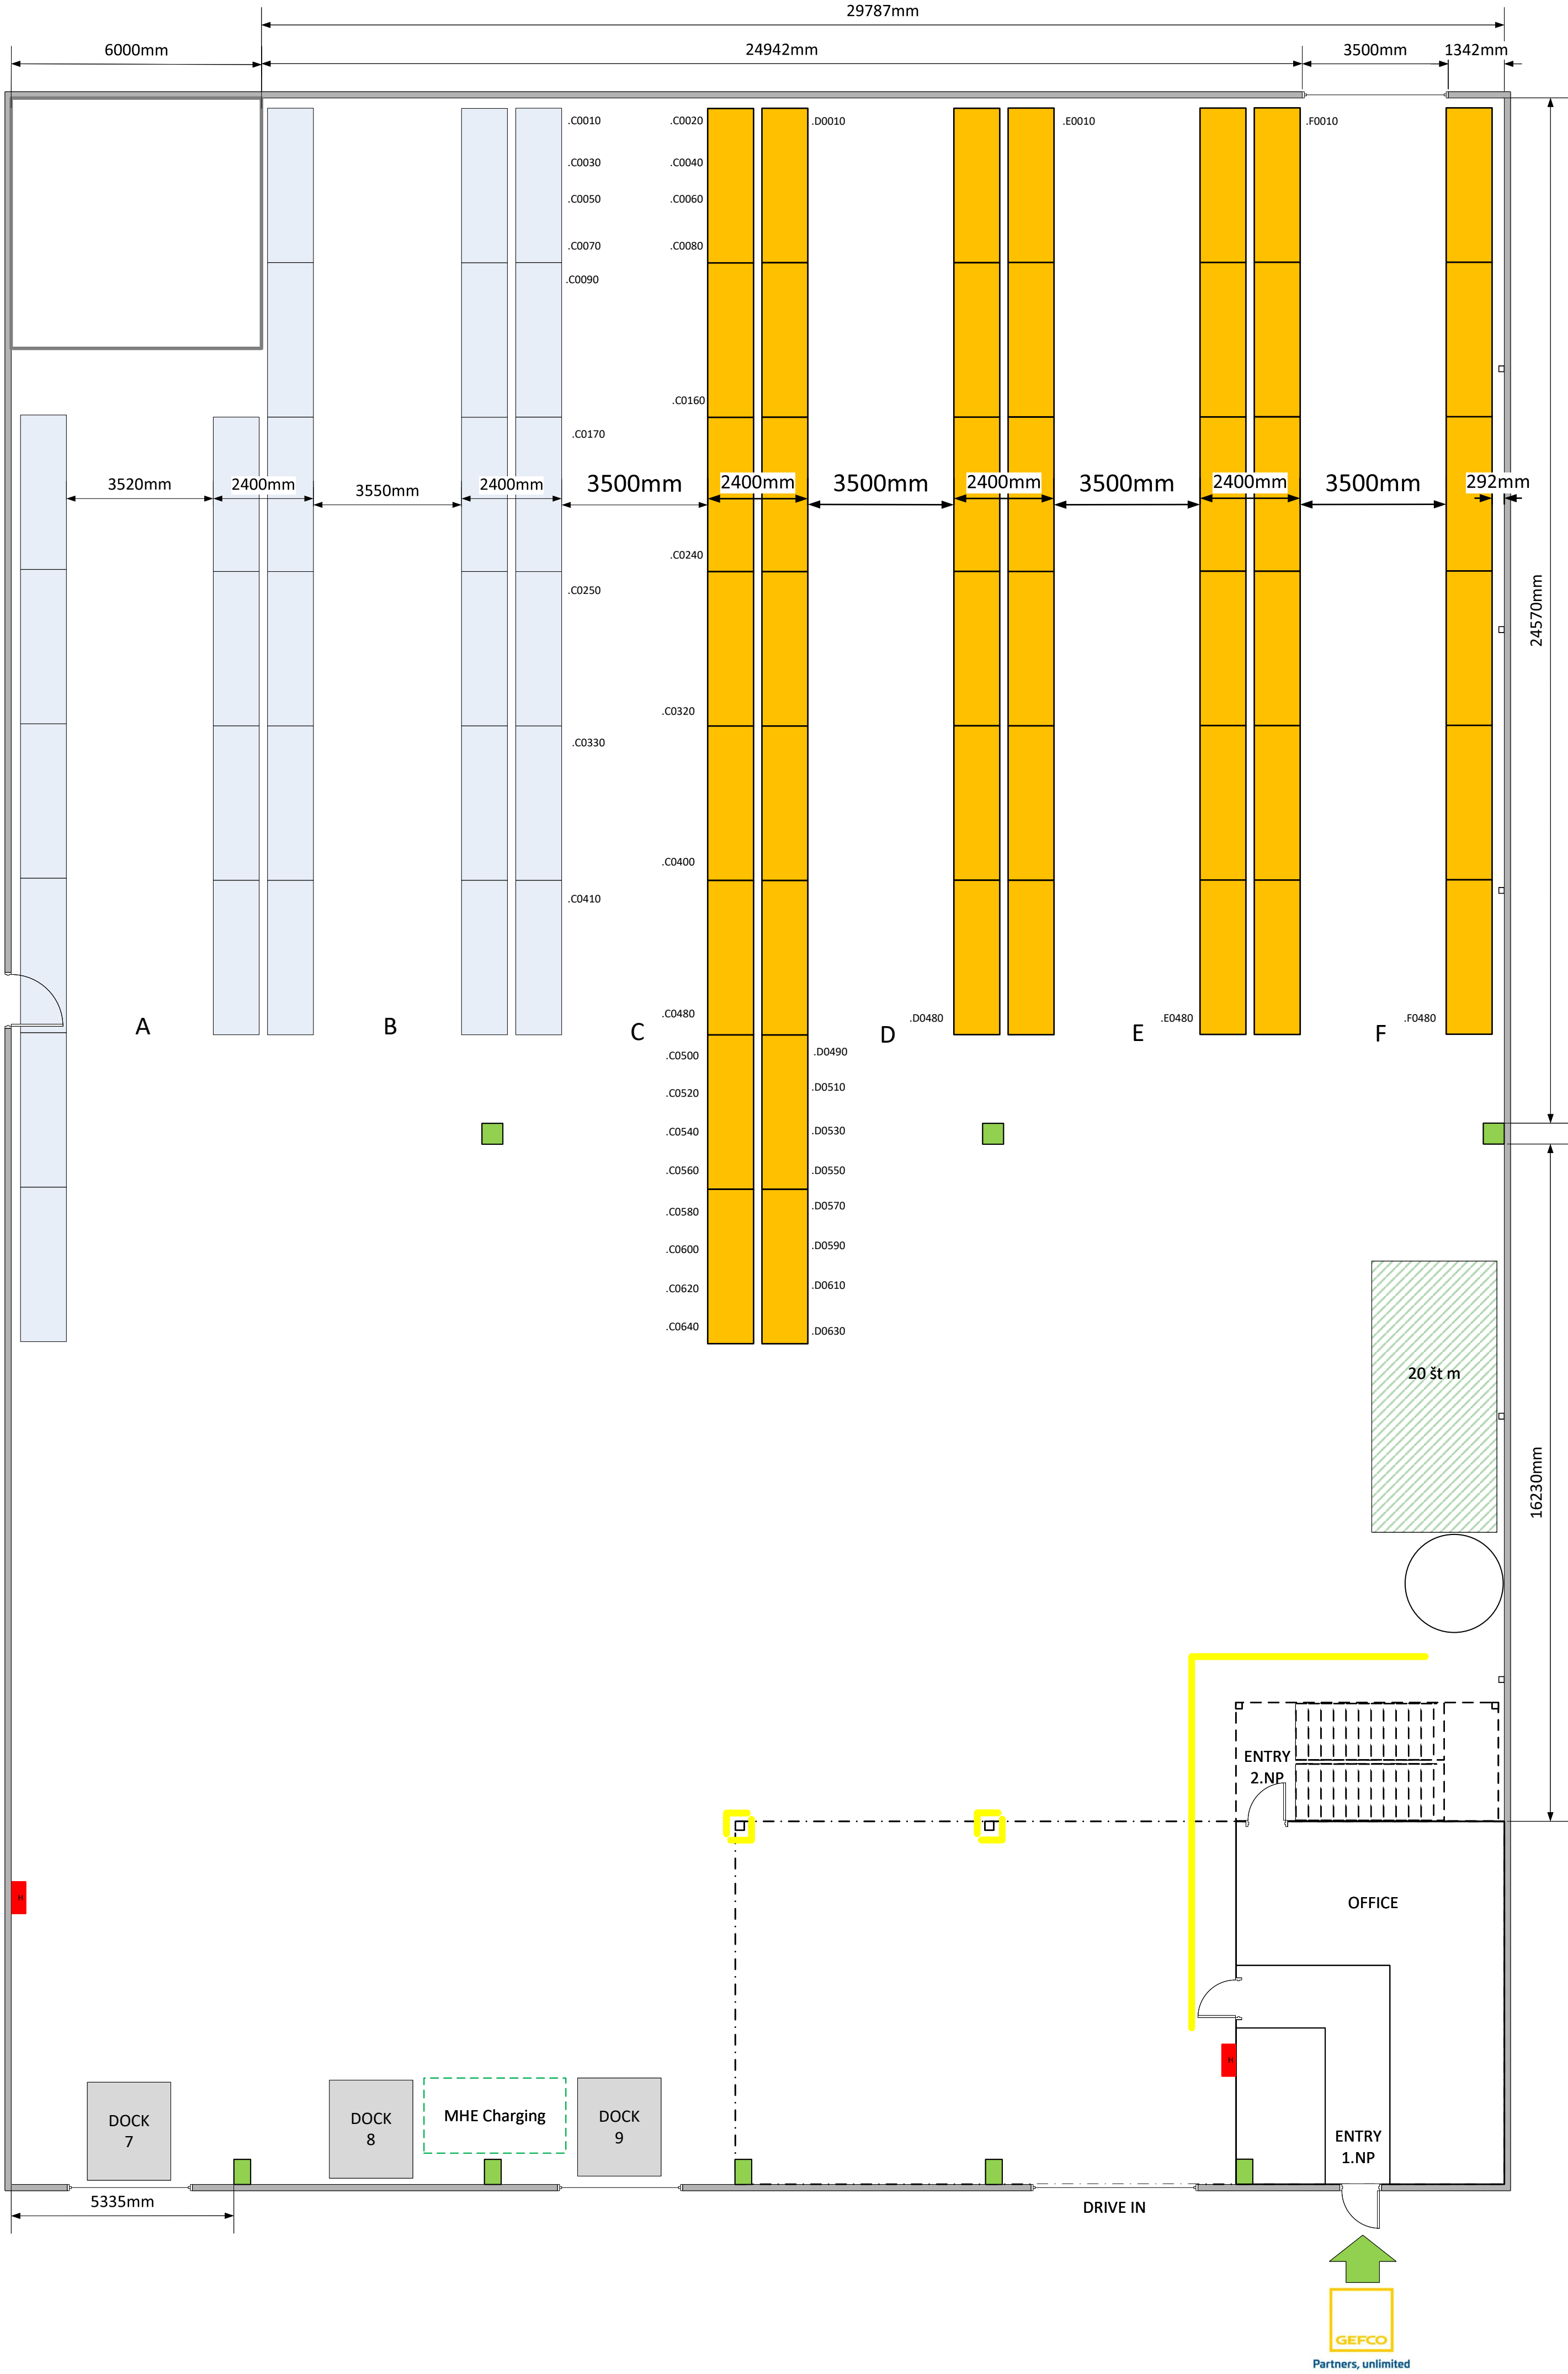 29787mm
6000mm
24942mm
3500mm
1342mm
.C0010
.C0020
.D0010
.E0010
.F0010
.C0030
.C0040
.C0050
.C0060
.C0070
.C0080
.C0090
.C0160
.C0170
3520mm
2400mm
3550mm
2400mm
3500mm
2400mm
3500mm
2400mm
3500mm
2400mm
3500mm
292mm
.C0240
.C0250
24570mm
.C0320
.C0330
.C0400
.C0410
.C0480
.D0480
.E0480
.F0480
A
B
C
D
E
F
.C0500
.D0490
.C0520
.D0510
.C0540
.D0530
.C0560
.D0550
.C0580
.D0570
.C0600
.D0590
.C0620
.D0610
.C0640
.D0630
20 št m
16230mm
ENTRY
2.NP
H
OFFICE
H
DOCK
7
DOCK
8
MHE Charging
DOCK
9
ENTRY
1.NP
5335mm
DRIVE IN
GEFCO
Partners, unlimited